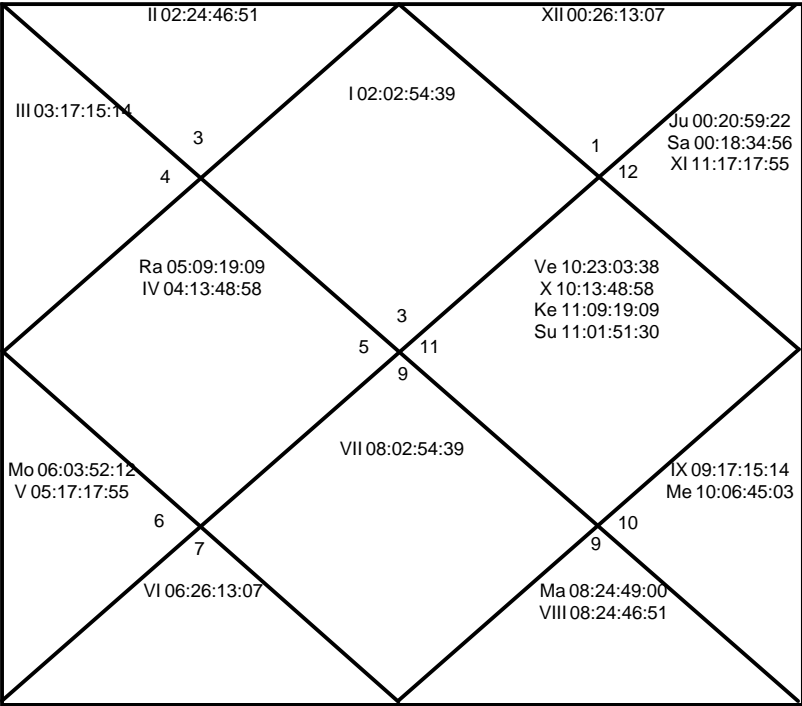 II 02:24:46:51
XII 00:26:13:07
I 02:02:54:39
III 03:17:15:14
Ju 00:20:59:22
Sa 00:18:34:56
XI 11:17:17:55
3
1
4
12
Ra 05:09:19:09
IV 04:13:48:58
Ve 10:23:03:38
X 10:13:48:58
Ke 11:09:19:09
Su 11:01:51:30
3
5
11
9
VII 08:02:54:39
Mo 06:03:52:12
V 05:17:17:55
IX 09:17:15:14
Me 10:06:45:03
6
10
7
9
VI 06:26:13:07
Ma 08:24:49:00
VIII 08:24:46:51